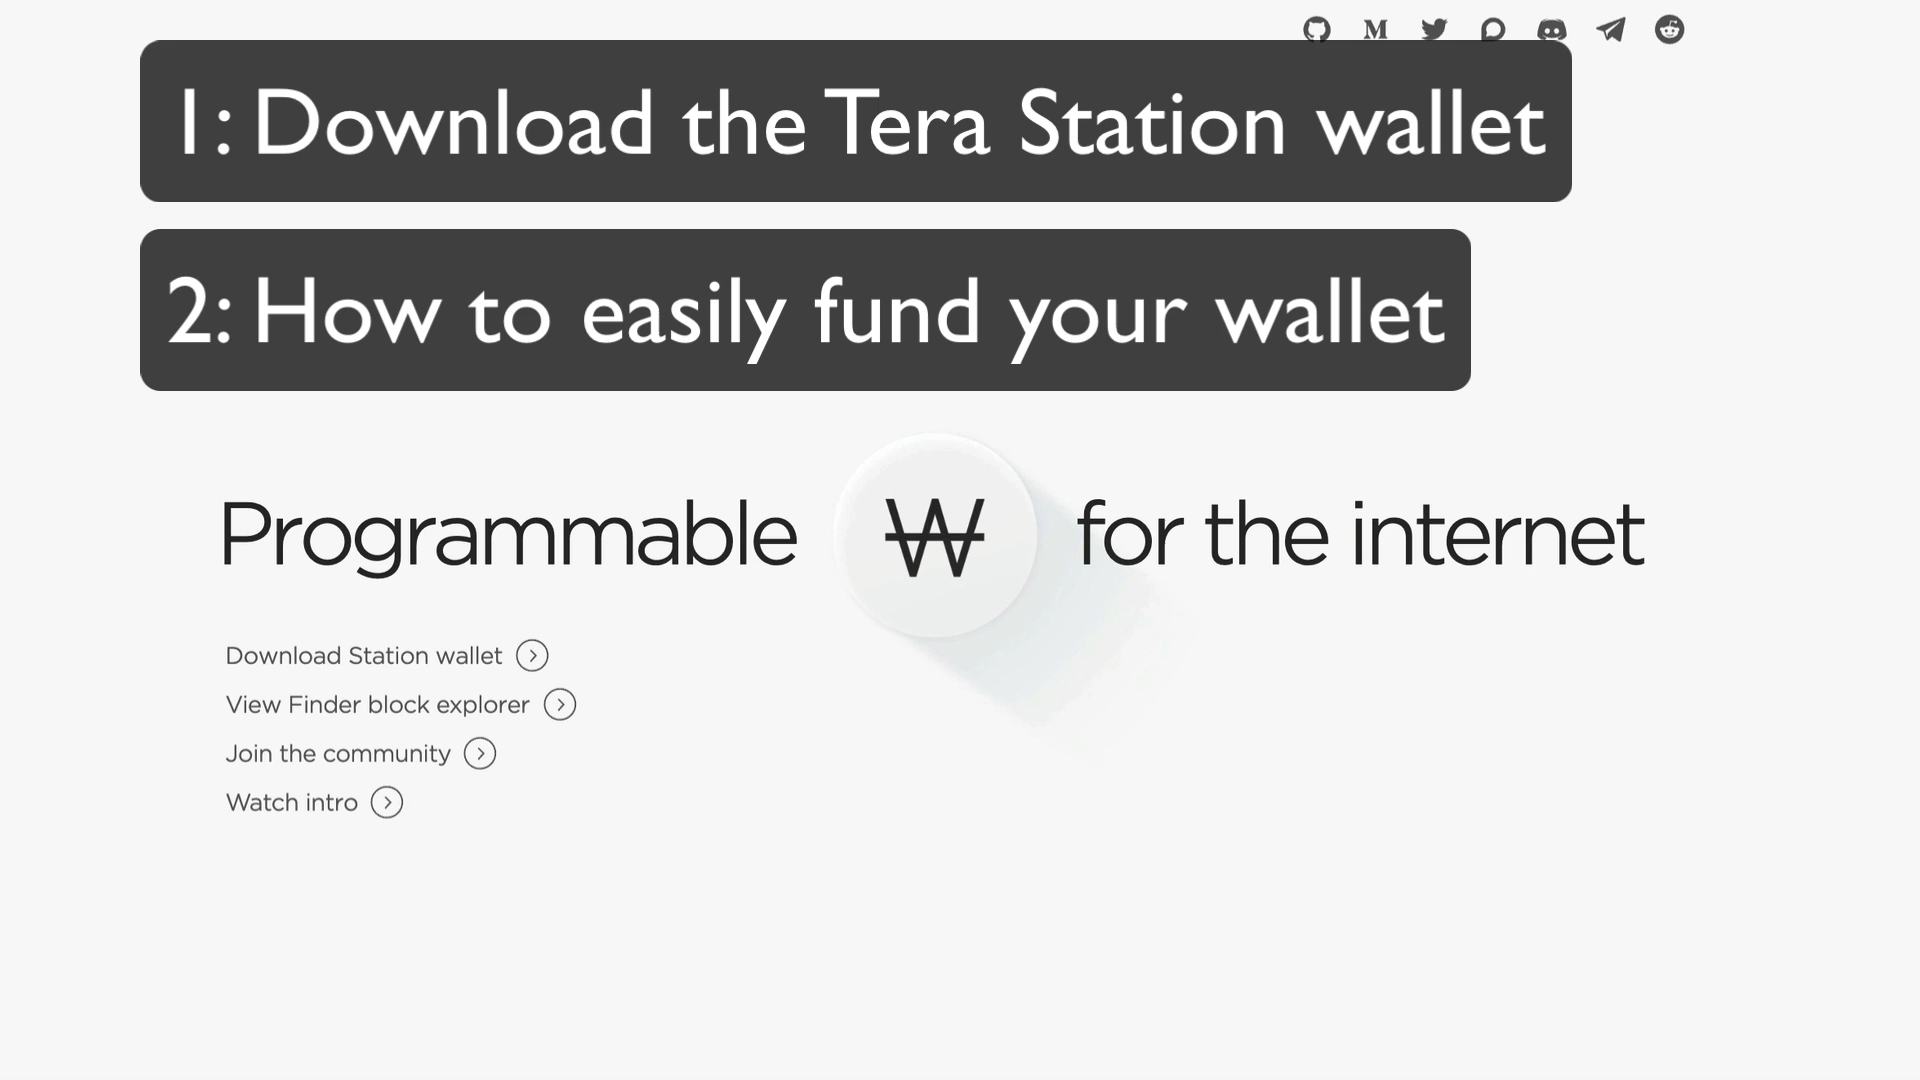 1: Download the Tera Station wallet
2: How to easily fund your wallet
Programmable ₩ for the internet
Download Station wallet
View Finder block explorer
Join the community
Watch intro